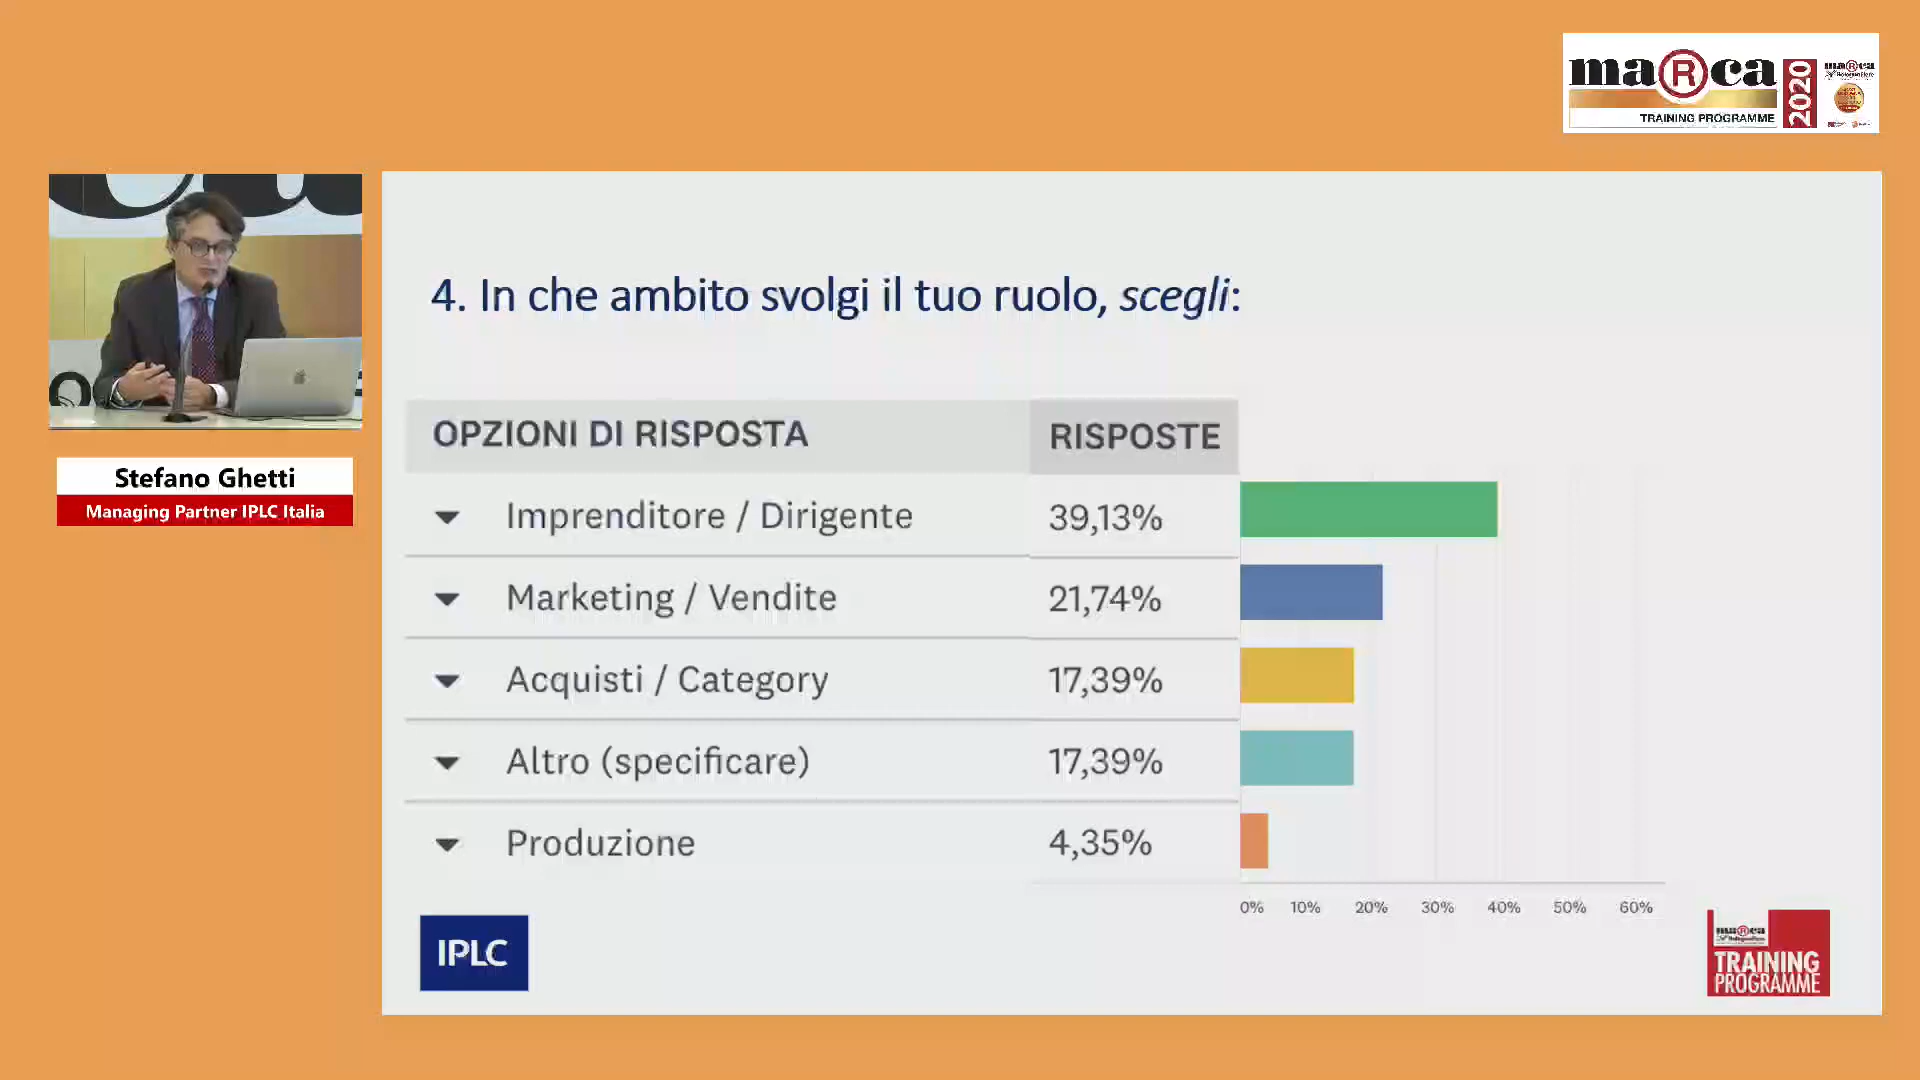 maRca
TRAINING PROGRAMME
2020
maRca
Stefano Ghetti
Managing Partner IPLC Italia
4. In che ambito svolgi il tuo ruolo, scegli:
OPZIONI DI RISPOSTA RISPOSTE
Imprenditore / Dirigente 39,13%
Marketing / Vendite 21,74%
Acquisti / Category 17,39%
Altro (specificare) 17,39%
Produzione 4,35%
0% 10% 20% 30% 40% 50% 60%
IPLC
maRca
TRAINING
PROGRAMME